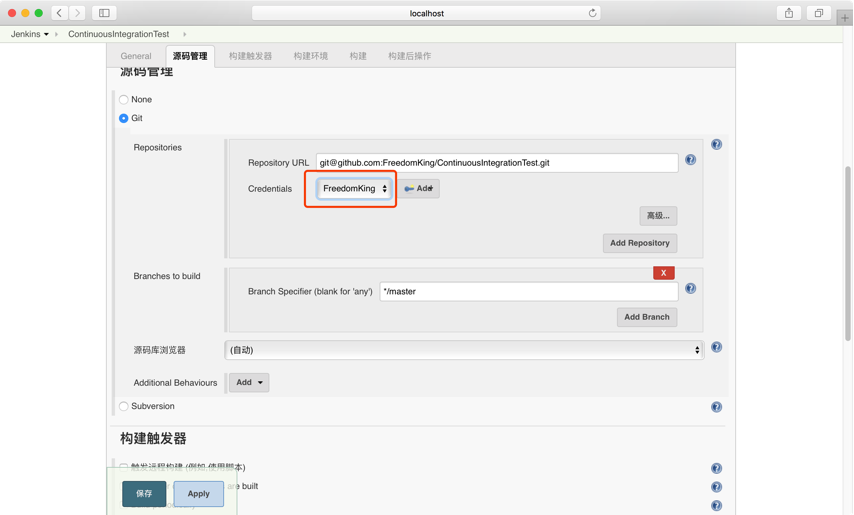 localhost
Jenkins ContinuousIntegrationTest
General 源码管理 构建触发器 构建环境 构建 构建后操作
源码管理
None
Git
Repositories
Repository URL git@github.com:FreedomKing/ContinuousIntegrationTest.git
Credentials FreedomKing Add
高级...
Add Repository
Branches to build
X
Branch Specifier (blank for 'any') */master
Add Branch
源码库浏览器 (自动)
Additional Behaviours Add
Subversion
构建触发器
触发远程构建 (例如,使用脚本)
are built
保存 Apply